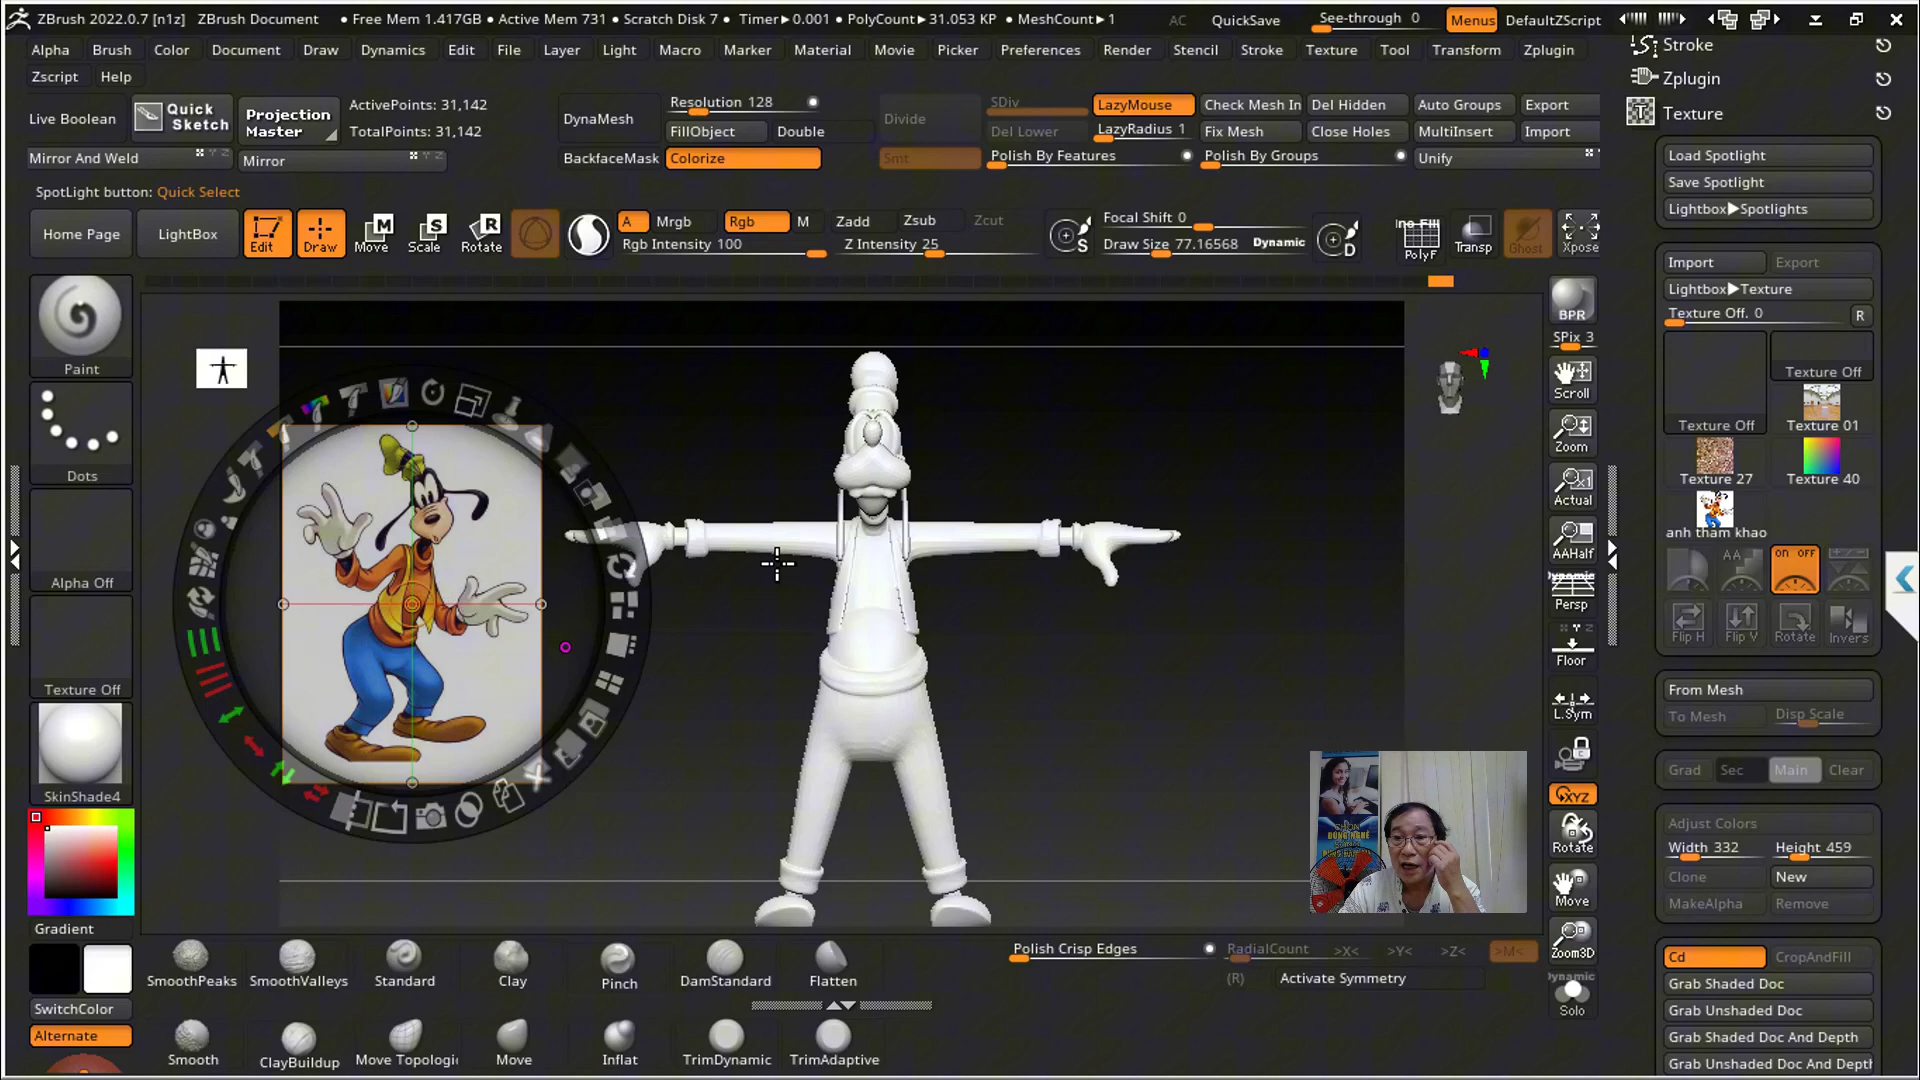 ZBrush 2022.0.7 [n1z] ZBrush Document • Free Mem 1.417GB • Active Mem 731 • Scratch Disk 7 • Timer▶0.001 • PolyCount▶31.053 KP • MeshCount▶1 AC QuickSave See-through 0 Menus DefaultZScript
Alpha Brush Color Document Draw Dynamics Edit File Layer Light Macro Marker Material Movie Picker Preferences Render Stencil Stroke Texture Tool Transform Zplugin
Zscript Help
Stroke
Zplugin
Texture
Live Boolean
Quick Sketch
Projection Master
ActivePoints: 31,142
TotalPoints: 31,142
DynaMesh
Resolution 128
FillObject Double
BackfaceMask Colorize
Divide
SDiv
Del Lower
Smt
LazyMouse Check Mesh In Del Hidden Auto Groups Export
LazyRadius 1 Fix Mesh Close Holes MultiInsert Import
Polish By Features Polish By Groups Unify
Mirror And Weld Mirror
SpotLight button: Quick Select
Home Page LightBox Edit Draw Move Scale Rotate
M S R
A Mrgb Rgb M Zadd Zsub Zcut
Rgb Intensity 100 Z Intensity 25
S
Focal Shift 0
Draw Size 77.16568 Dynamic
D
PolyF
Transp
Ghost
Xpose
Paint
Dots
Alpha Off
Texture Off
SkinShade4
Gradient
SwitchColor
Alternate
BPR
SPix 3
Scroll
Zoom
Actual
AAHalf
Dynamic
Persp
Floor
L.Sym
XYZ
Rotate
Move
Zoom3D
Dynamic
Solo
Load Spotlight
Save Spotlight
Lightbox▶Spotlights
Import Export
Lightbox▶Texture
Texture Off. 0 R
Texture Off
Texture Off Texture 01
Texture 27 Texture 40
anh tham khao
AA ON OFF
Flip H Flip V Rotate Invers
From Mesh
To Mesh Disp Scale
Grad Sec Main Clear
Adjust Colors
Width 332 Height 459
Clone New
MakeAlpha Remove
Cd CropAndFill
Grab Shaded Doc
Grab Unshaded Doc
Grab Shaded Doc And Depth
Grab Unshaded Doc And Depth
SmoothPeaks SmoothValleys Standard Clay Pinch DamStandard Flatten
Smooth ClayBuildup Move Topologic Move Inflat TrimDynamic TrimAdaptive
Polish Crisp Edges RadialCount >X< >Y< >Z< >M<
(R) Activate Symmetry